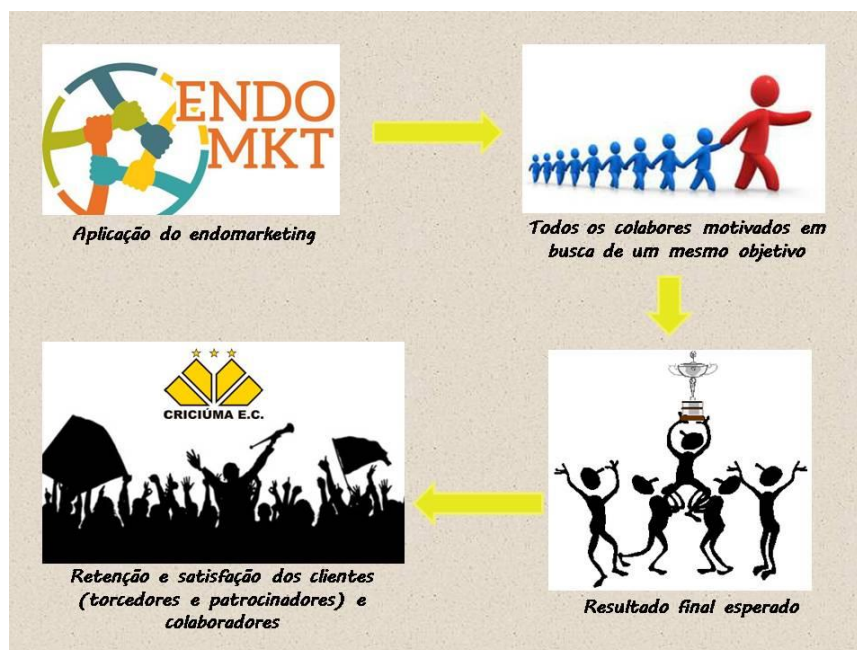 ENDO
MKT
Aplicação do endomarketing
Todos os colabores motivados em
busca de um mesmo objetivo
CRICIÚMA E.C.
Retenção e satisfação dos clientes
(torcedores e patrocinadores) e
colaboradores
Resultado final esperado